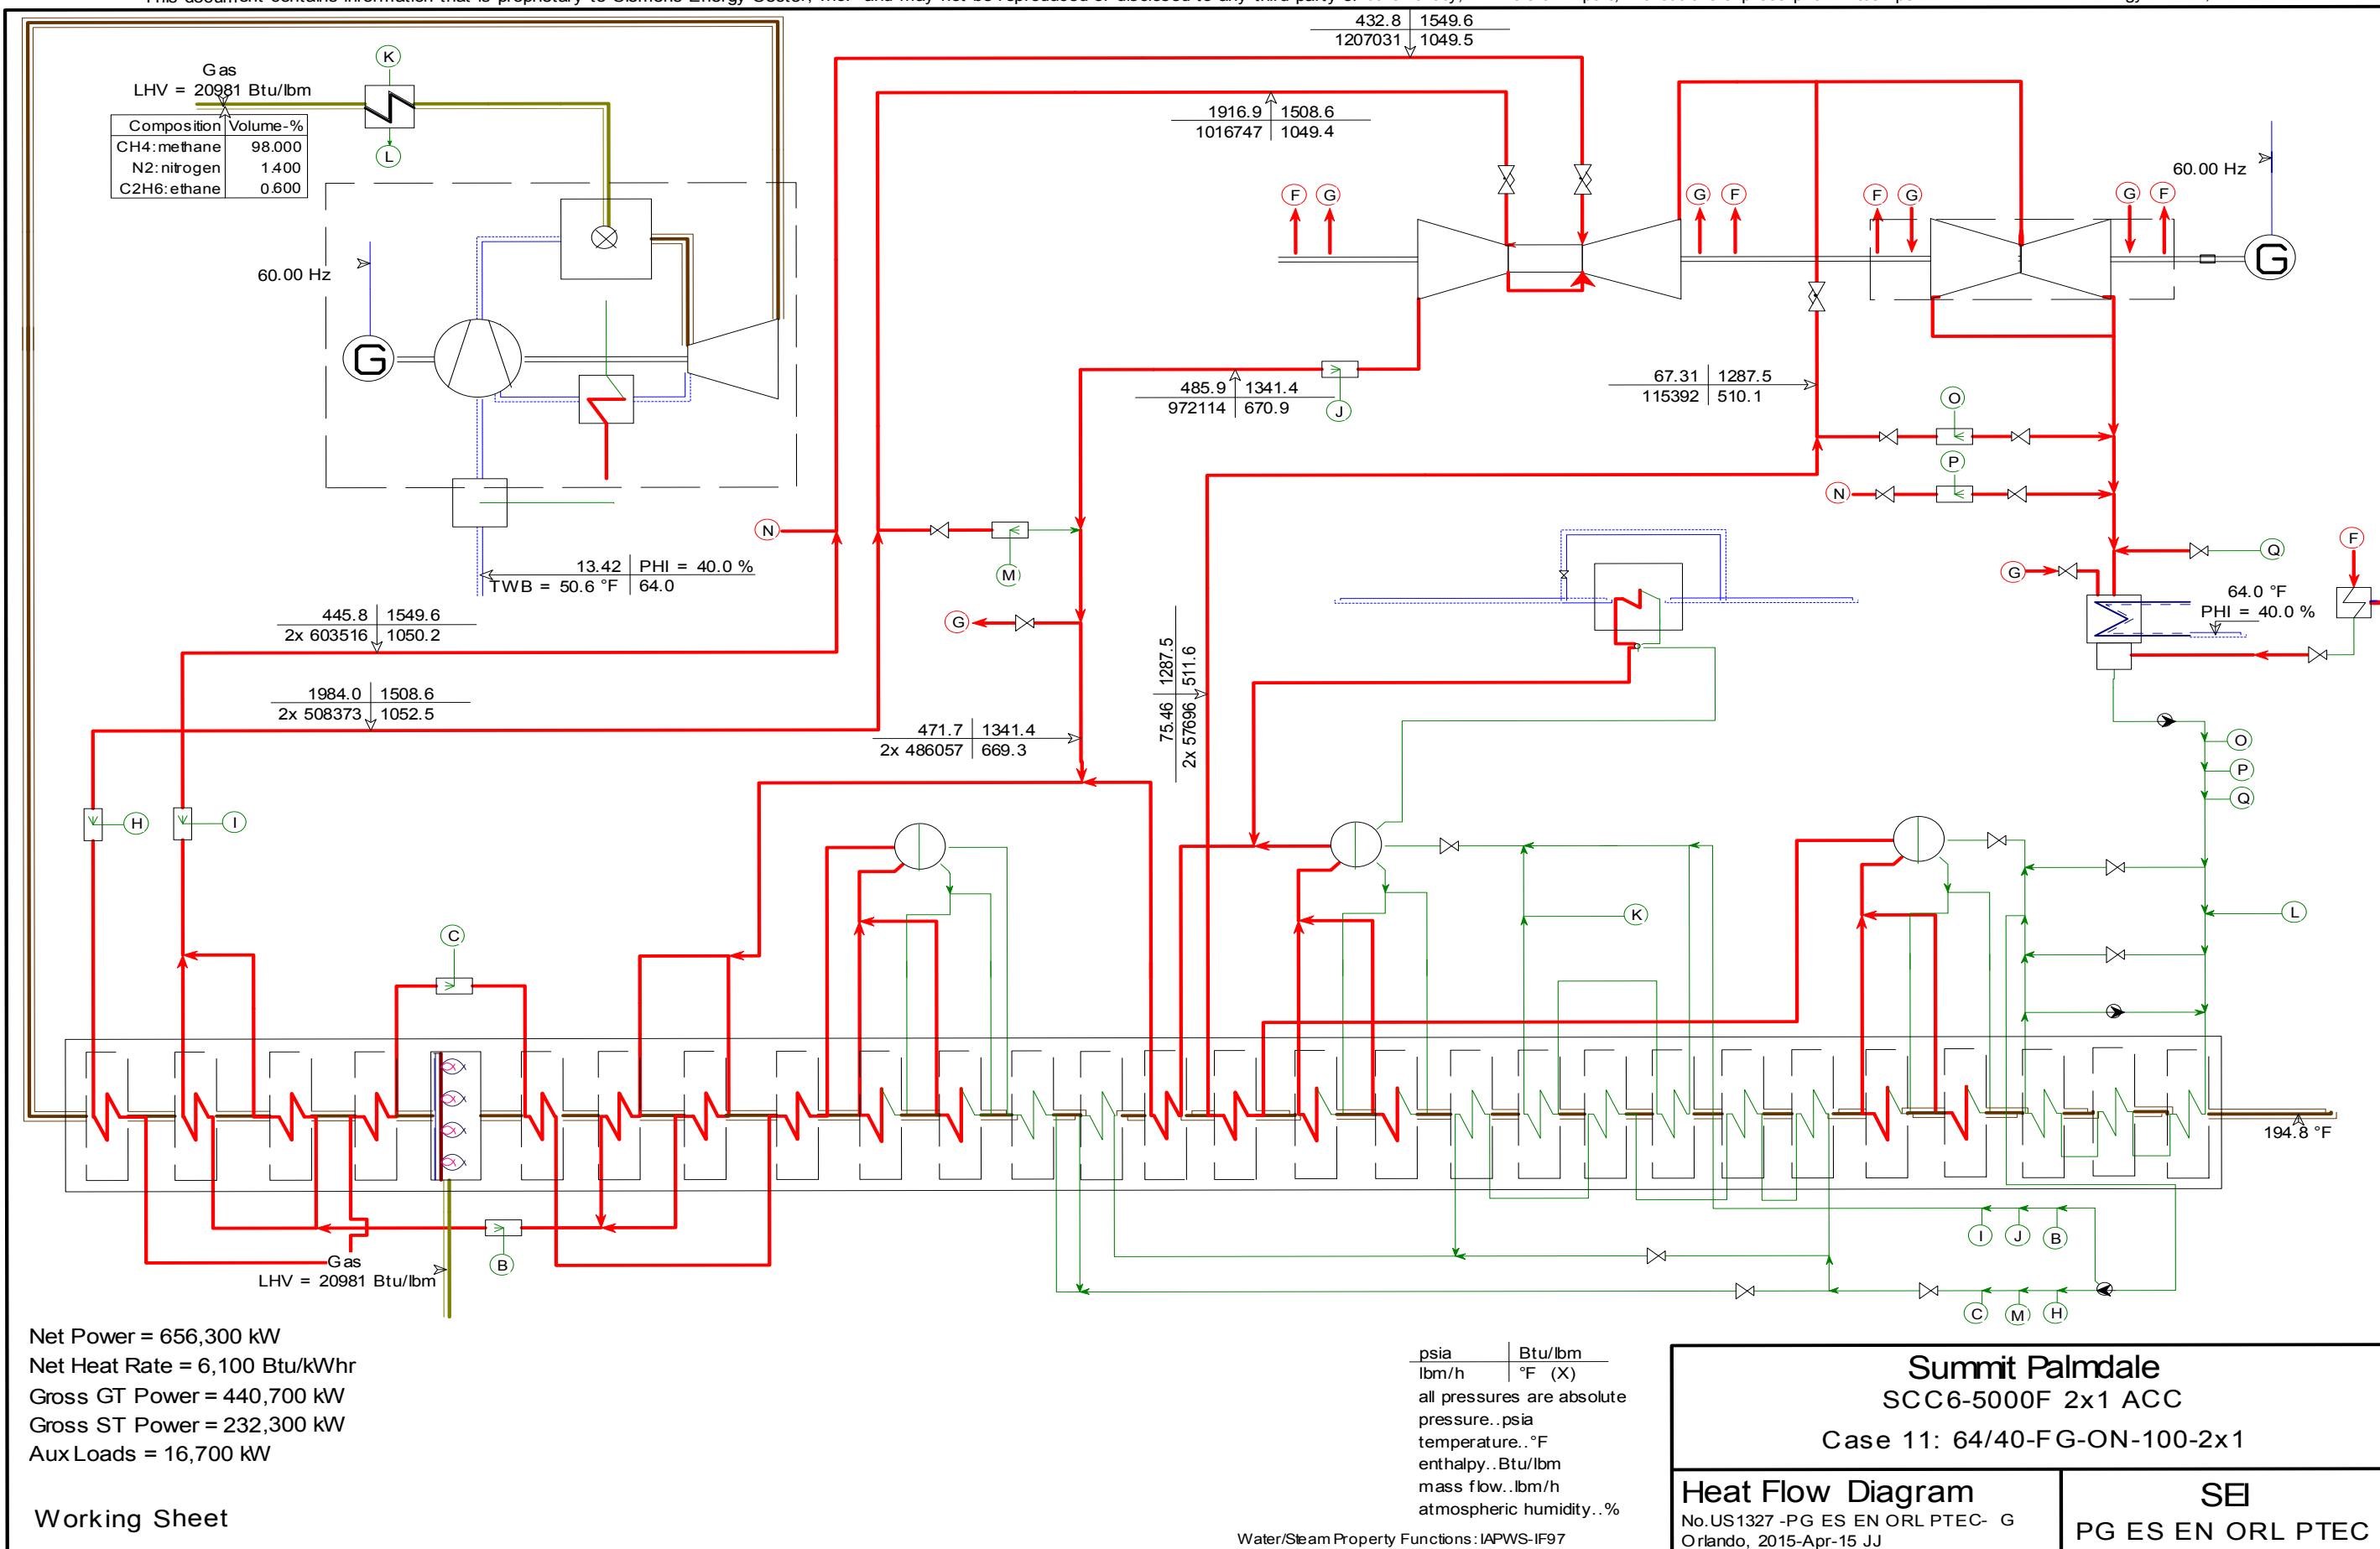 Gas
LHV = 20981 Btu/lbm
Composition Volume-%
CH4:methane 98.000
N2:nitrogen 1.400
C2H6:ethane 0.600
K
L
432.8 1549.6
1207031 1049.5
1916.9 1508.6
1016747 1049.4
60.00 Hz
F G
G F
F G
G F
G
60.00 Hz
G
485.9 1341.4
972114 670.9
J
67.31 1287.5
115392 510.1
O
P
N
N
M
13.42 PHI = 40.0 %
TWB = 50.6 °F 64.0
Q
F
G
64.0 °F
PHI = 40.0 %
445.8 1549.6
2x 603516 1050.2
G
1984.0 1508.6
2x 508373 1052.5
471.7 1341.4
2x 486057 669.3
75.46 1287.5
2x 57696 511.6
O
P
Q
H
I
C
K
L
194.8 °F
I J B
B
Gas
LHV = 20981 Btu/lbm
C M H
Net Power = 656,300 kW
Net Heat Rate = 6,100 Btu/kWhr
Gross GT Power = 440,700 kW
Gross ST Power = 232,300 kW
Aux Loads = 16,700 kW
Working Sheet
psia Btu/lbm
lbm/h °F (X)
all pressures are absolute
pressure..psia
temperature..°F
enthalpy..Btu/lbm
mass flow..lbm/h
atmospheric humidity..%
Water/Steam Property Functions: IAPWS-IF97
Summit Palmdale
SCC6-5000F 2x1 ACC
Case 11: 64/40-FG-ON-100-2x1
Heat Flow Diagram
No.US1327 -PG ES EN ORL PTEC- G
Orlando, 2015-Apr-15 JJ
SEI
PG ES EN ORL PTEC